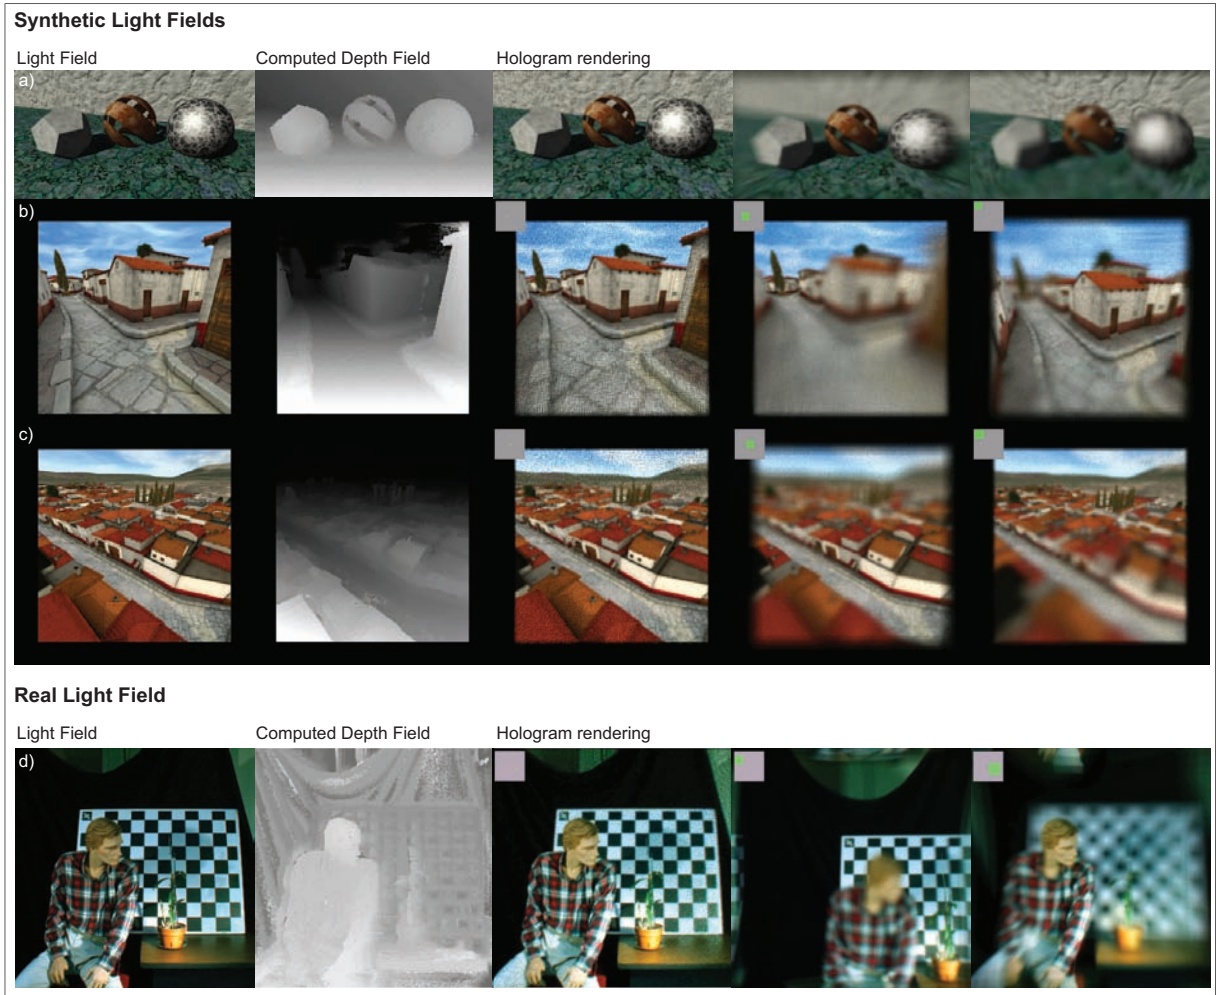 Synthetic Light Fields
Light Field
Computed Depth Field
Hologram rendering
a)
b)
c)
Real Light Field
Light Field
Computed Depth Field
Hologram rendering
d)